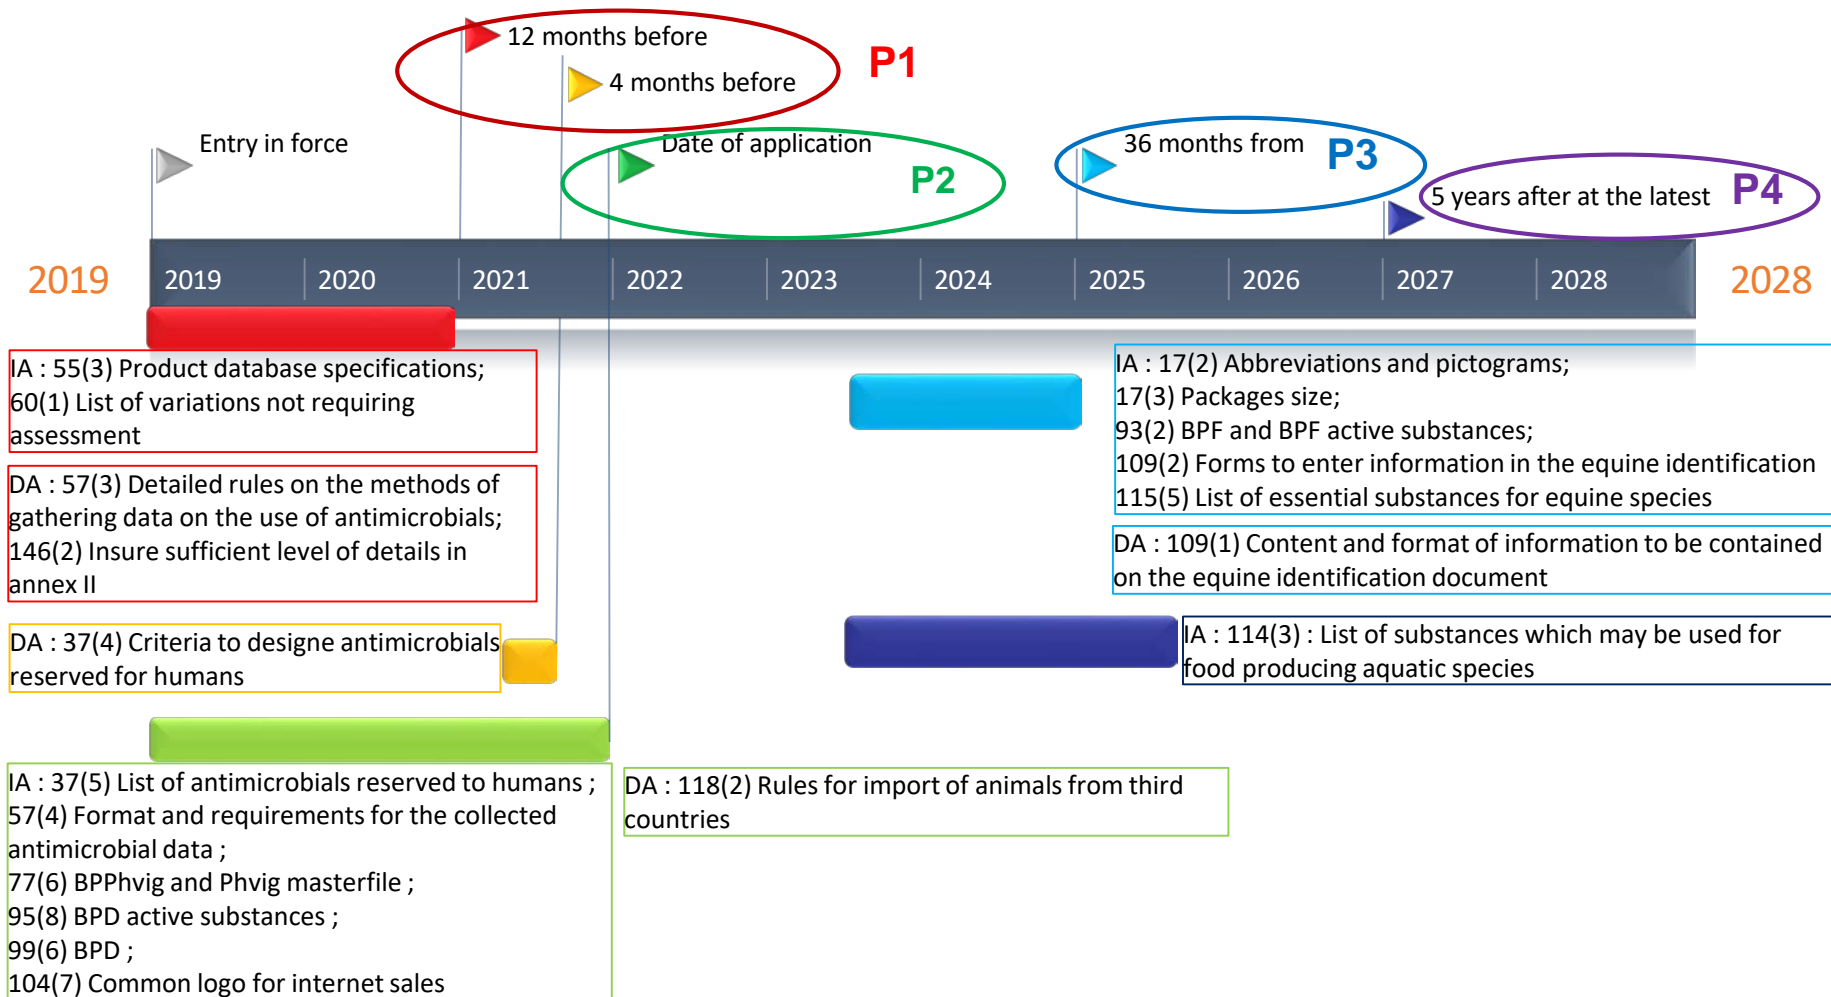 12 months before
P1
4 months before
Entry in force
Date of application
P2
36 months from
P3
5 years after at the latest
P4
2019
2019
2020
2021
2022
2023
2024
2025
2026
2027
2028
2028
IA : 55(3) Product database specifications;
60(1) List of variations not requiring
assessment
DA : 57(3) Detailed rules on the methods of
gathering data on the use of antimicrobials;
146(2) Insure sufficient level of details in
annex II
DA : 37(4) Criteria to designe antimicrobials
reserved for humans
IA : 37(5) List of antimicrobials reserved to humans ;
57(4) Format and requirements for the collected
antimicrobial data ;
77(6) BPPhvig and Phvig masterfile ;
95(8) BPD active substances ;
99(6) BPD ;
104(7) Common logo for internet sales
DA : 118(2) Rules for import of animals from third
countries
IA : 17(2) Abbreviations and pictograms;
17(3) Packages size;
93(2) BPF and BPF active substances;
109(2) Forms to enter information in the equine identification
115(5) List of essential substances for equine species
DA : 109(1) Content and format of information to be contained
on the equine identification document
IA : 114(3) : List of substances which may be used for
food producing aquatic species